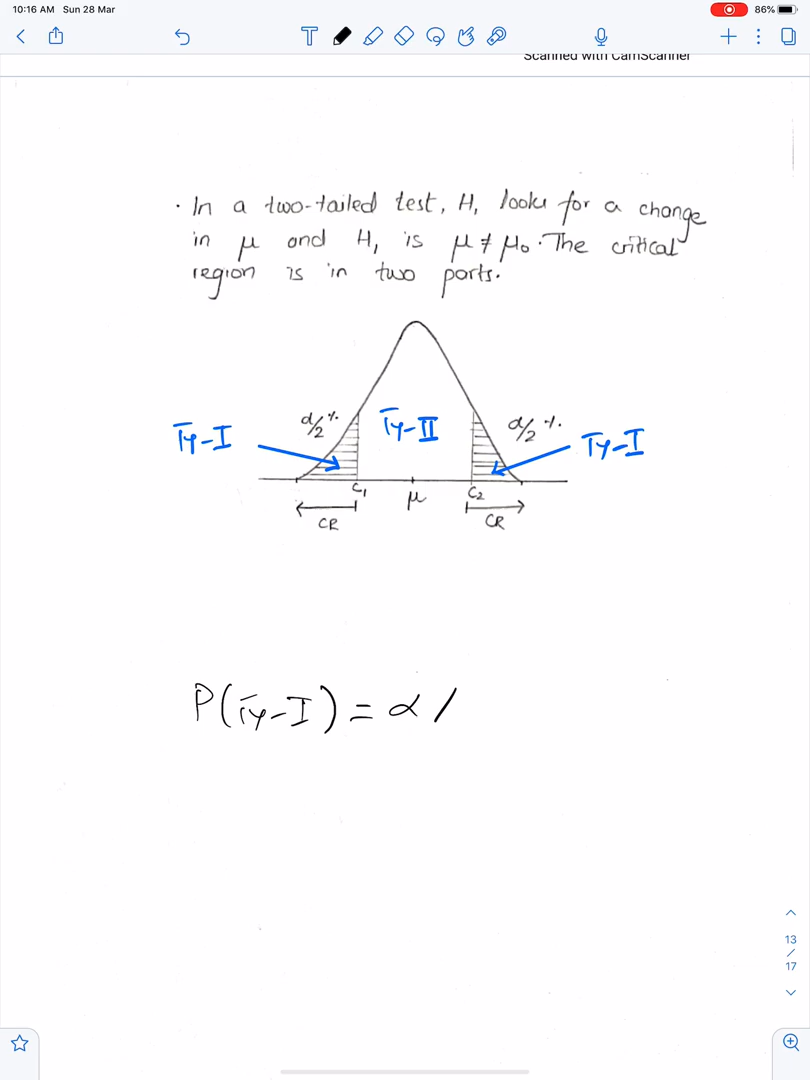 10:16 AM Sun 28 Mar
86%
T
Scanned with CamScanner
· In a two-tailed test, H₁ looks for a change
in μ and H₁ is μ ≠ μ₀. The critical
region is in two parts.
α/2 %
α/2 %
Ty-I
Ty-II
Ty-I
C₁
μ
C₂
CR
CR
P(Ty-I) = α /
13
/
17